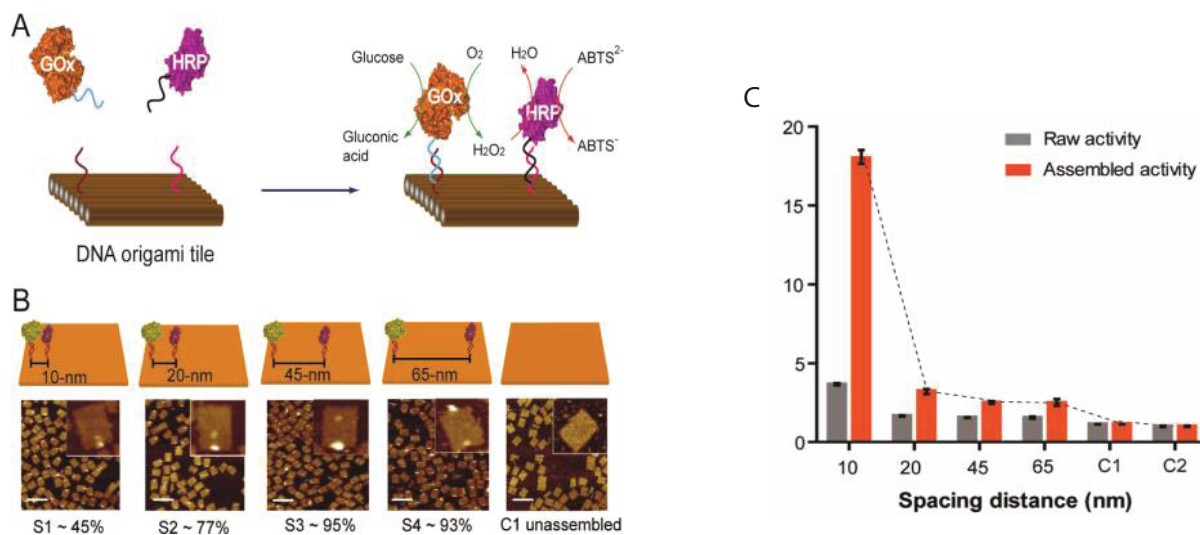 A
GOx
HRP
Glucose
O2
H2O
ABTS2-
GOx
HRP
Gluconic
acid
H2O2
ABTS-
DNA origami tile
B
10-nm
20-nm
45-nm
65-nm
S1 ~ 45%
S2 ~ 77%
S3 ~ 95%
S4 ~ 93%
C1 unassembled
C
20
15
10
5
0
Raw activity
Assembled activity
10 20 45 65 C1 C2
Spacing distance (nm)